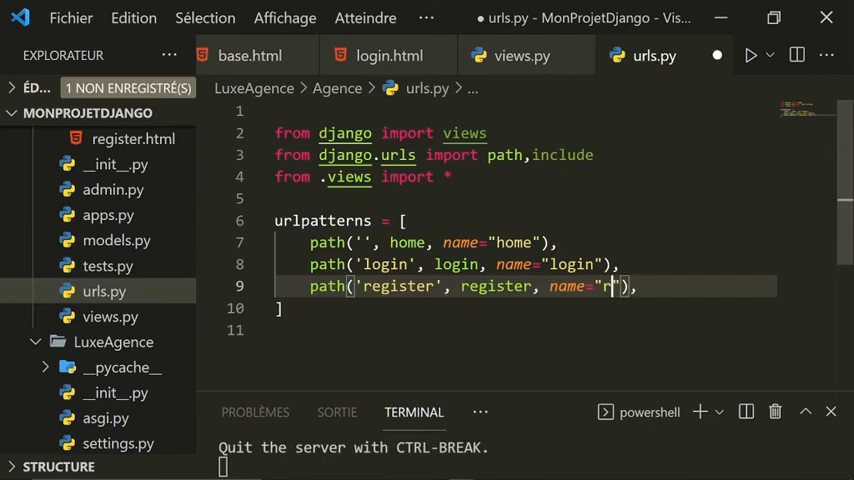 Fichier Édition Sélection Affichage Atteindre ··· ● urls.py - MonProjetDjango - Vis...
EXPLORATEUR ··· base.html login.html views.py urls.py ●
ÉD... 1 NON ENREGISTRÉ(S)
LuxeAgence > Agence > urls.py > ...
MONPROJETDJANGO
register.html
__init__.py
admin.py
apps.py
models.py
tests.py
urls.py
views.py
LuxeAgence
__pycache__
__init__.py
asgi.py
settings.py
STRUCTURE
1
2 from django import views
3 from django.urls import path,include
4 from .views import *
5
6 urlpatterns = [
7 path('', home, name="home"),
8 path('login', login, name="login"),
9 path('register', register, name="r"),
10 ]
11
PROBLÈMES SORTIE TERMINAL ··· powershell
Quit the server with CTRL-BREAK.